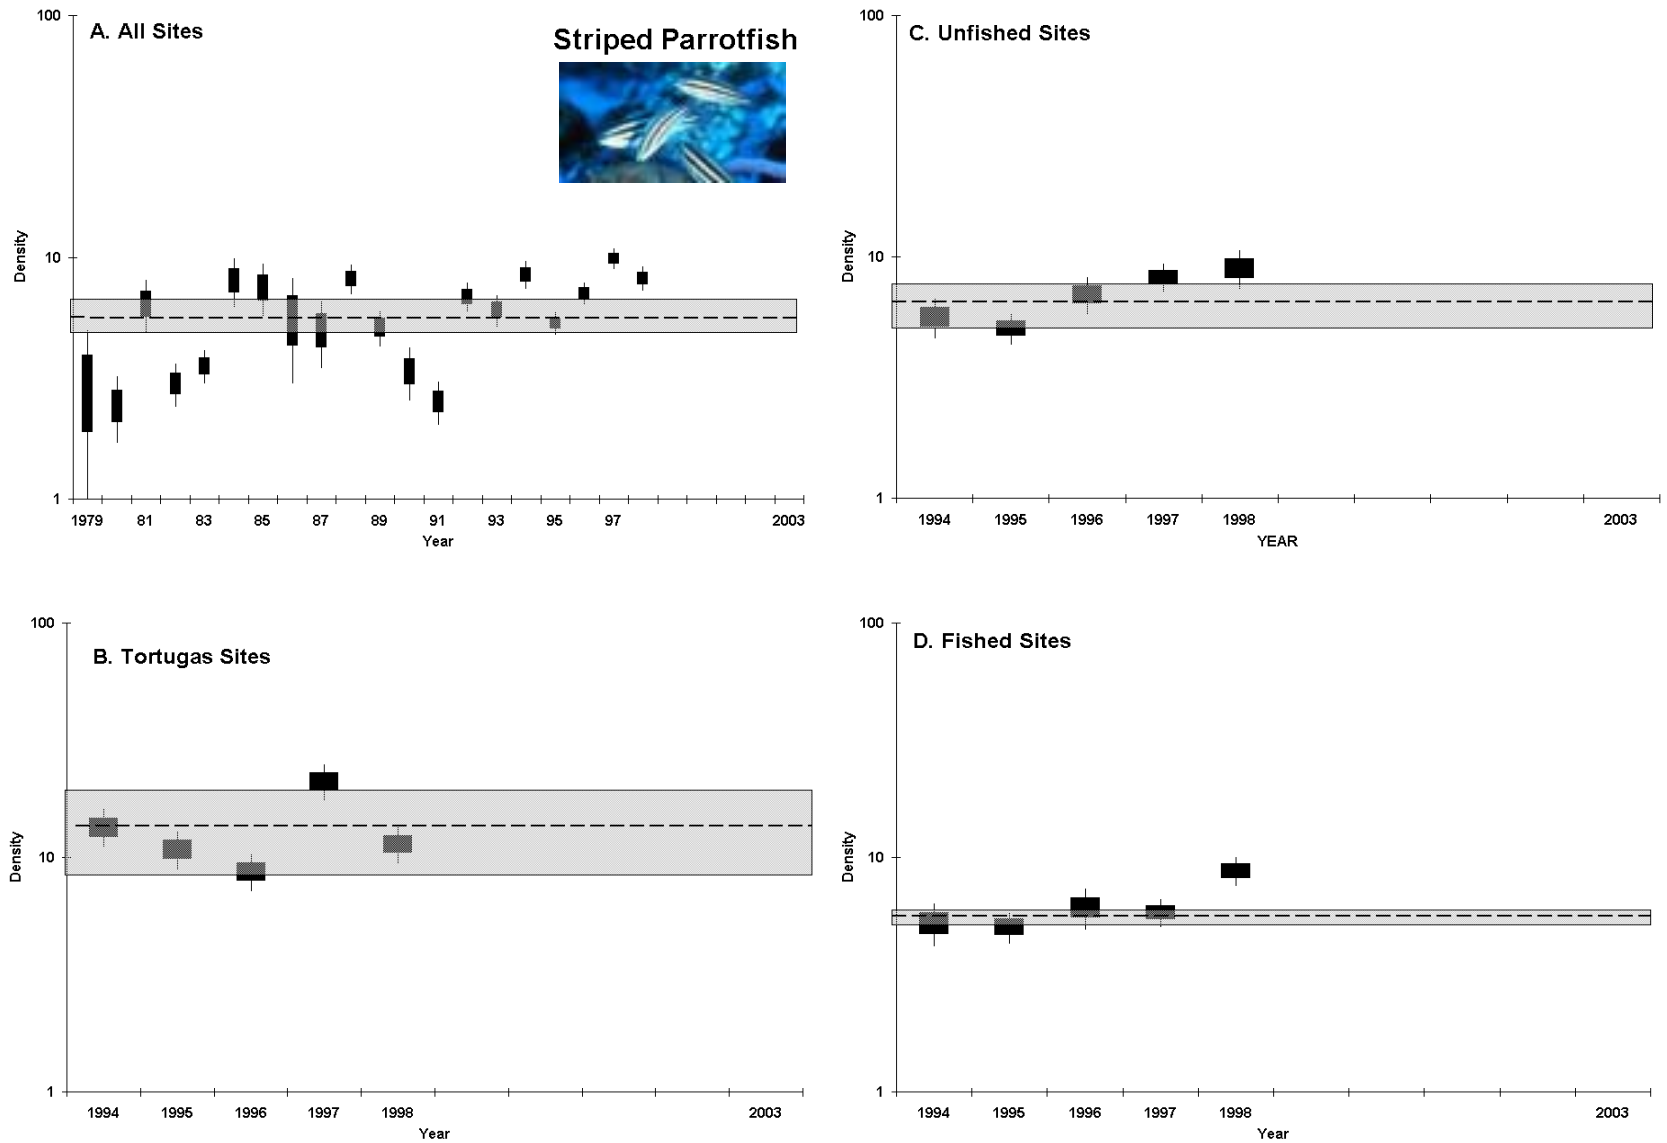 A. All Sites
Striped Parrotfish
100
10
1
Density
1979 81 83 85 87 89 91 93 95 97 2003
Year
C. Unfished Sites
100
10
1
Density
1994 1995 1996 1997 1998 2003
YEAR
B. Tortugas Sites
100
10
1
Density
1994 1995 1996 1997 1998 2003
Year
D. Fished Sites
100
10
1
Density
1994 1995 1996 1997 1998 2003
Year